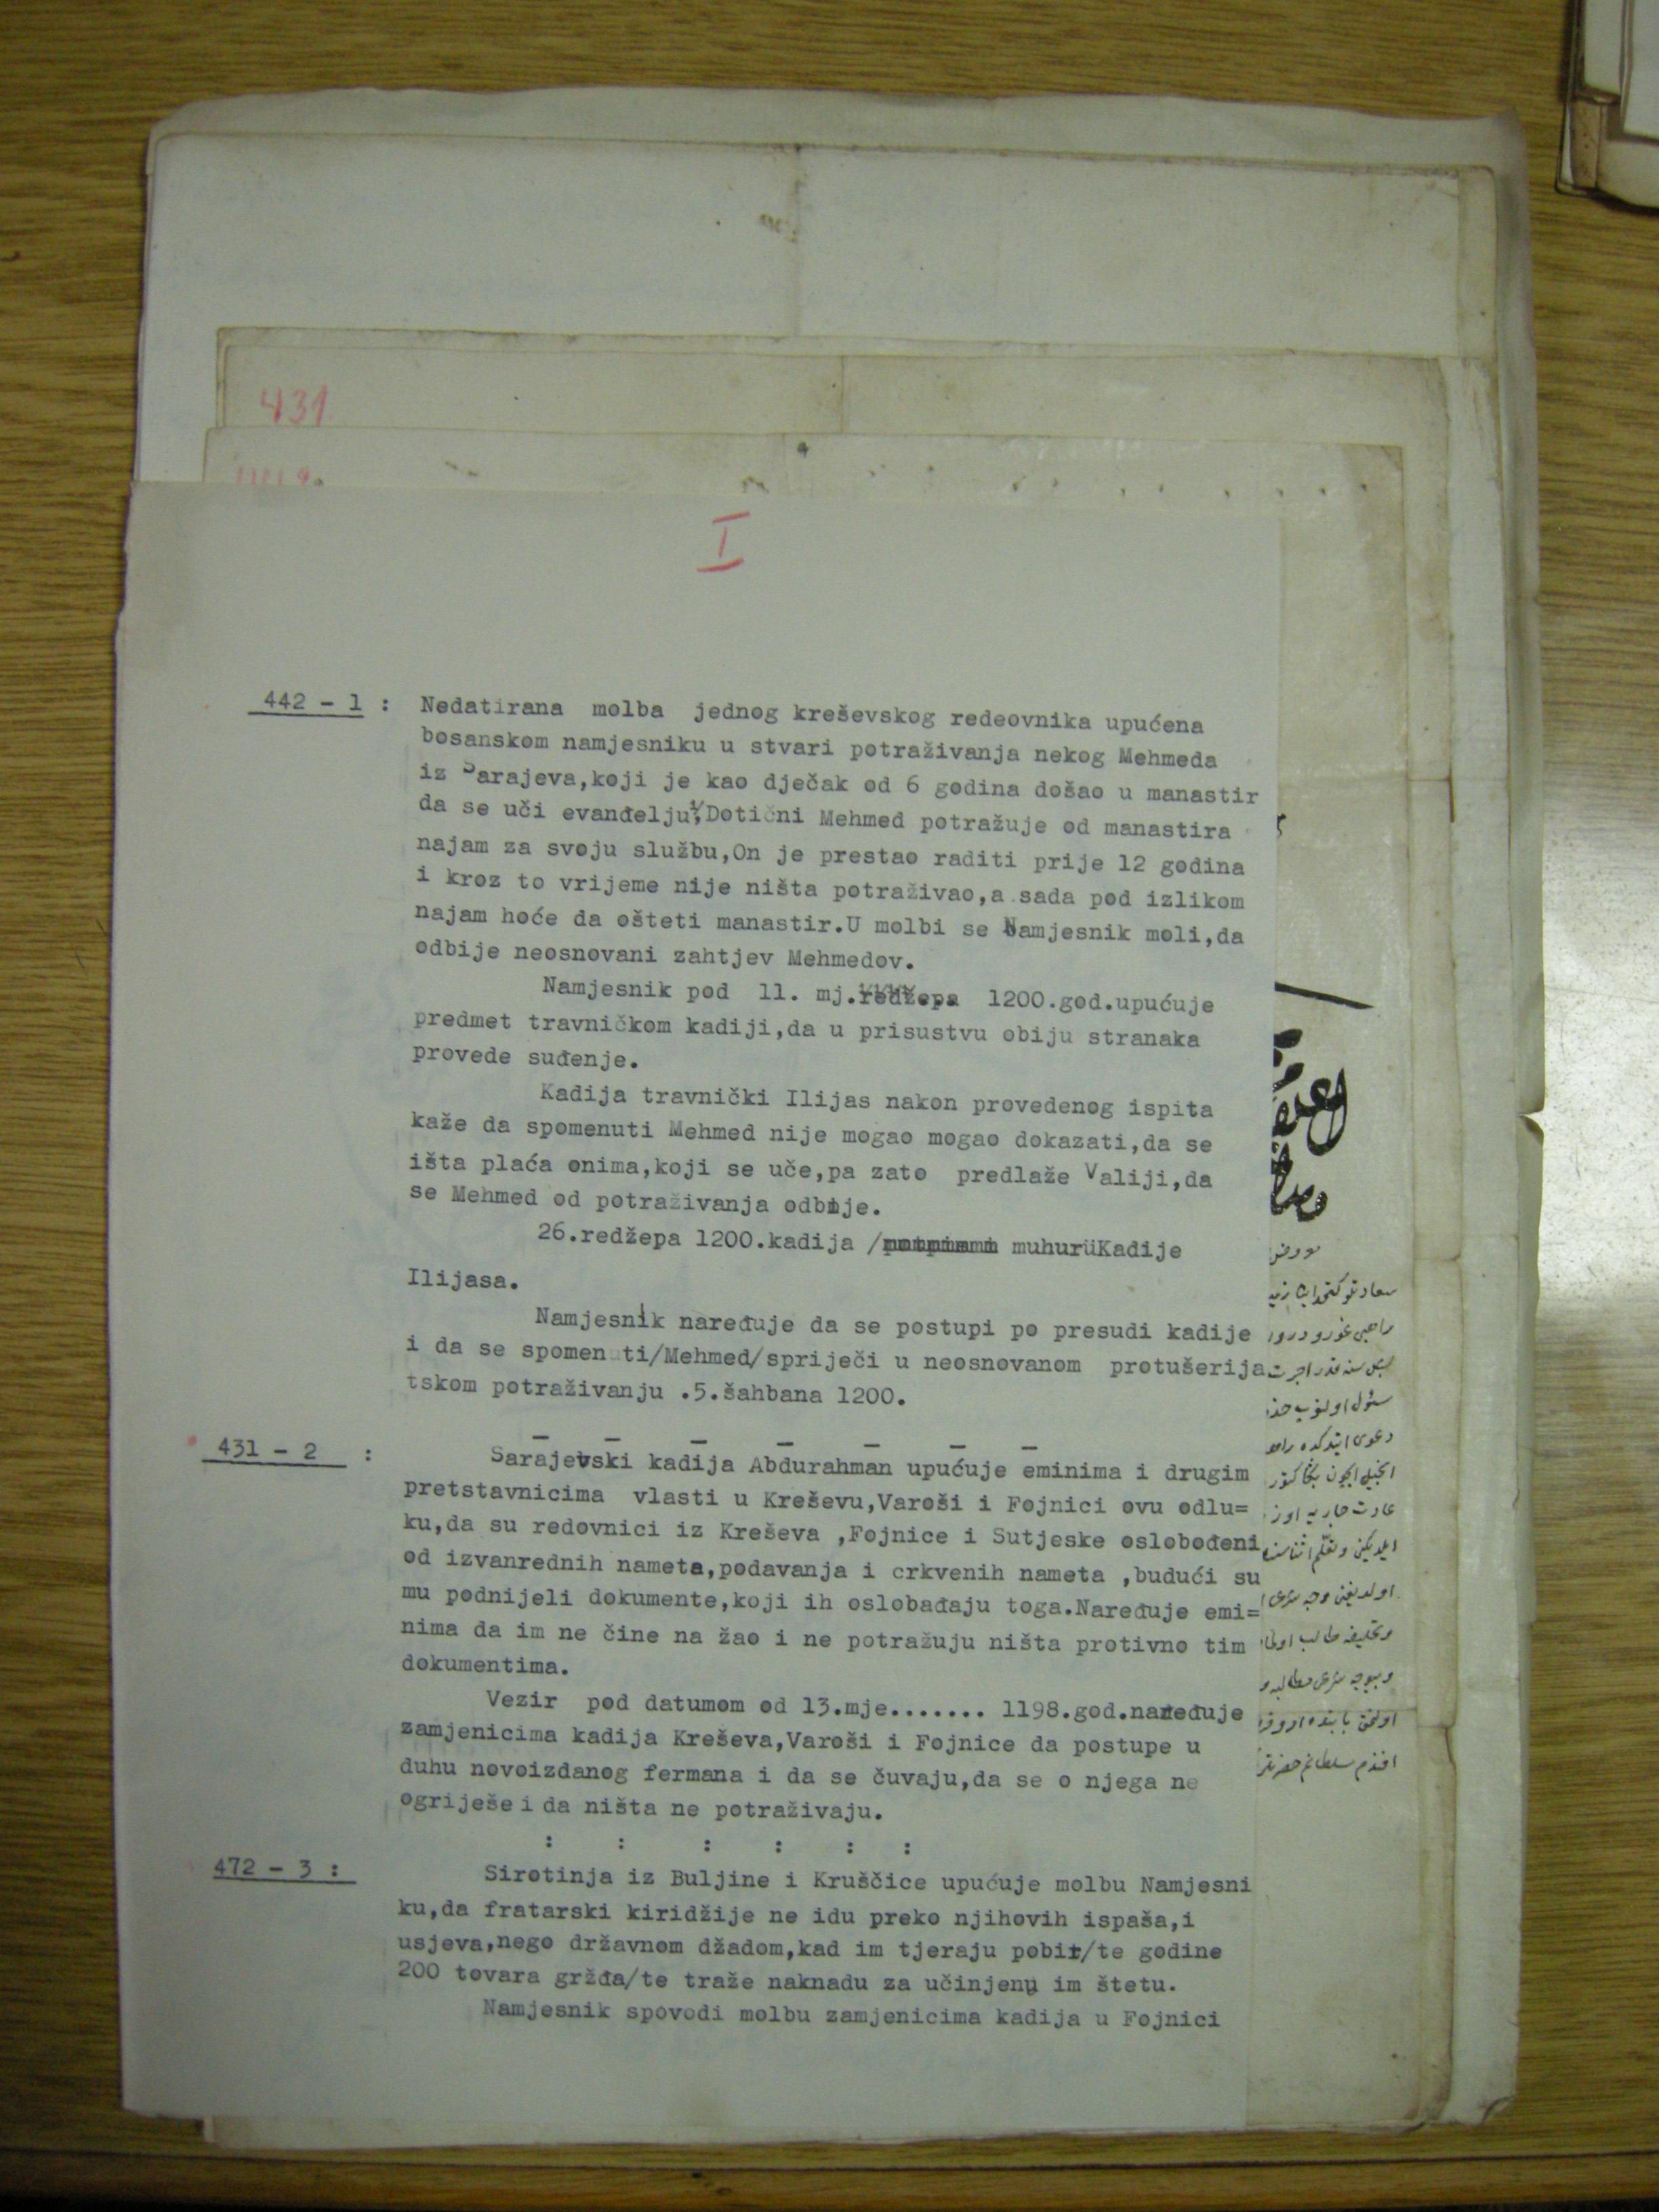 431
I
442 - 1 : Nedatirana molba jednog kreševskog redeovnika upućena
bosanskom namjesniku u stvari potraživanja nekog Mehmeda
iz Sarajeva,koji je kao dječak od 6 godina došao u manastir
da se uči evanđelju,Dotični Mehmed potražuje od manastira
najam za svoju službu,On je prestao raditi prije 12 godina
i kroz to vrijeme nije ništa potraživao,a sada pod izlikom
najam hoće da ošteti manastir.U molbi se Namjesnik moli,da
odbije neosnovani zahtjev Mehmedov.
Namjesnik pod 11. mj.redžepa 1200.god.upućuje
predmet travničkom kadiji,da u prisustvu obiju stranaka
provede suđenje.
Kadija travnički Ilijas nakon provedenog ispita
kaže da spomenuti Mehmed nije mogao mogao dokazati,da se
išta plaća onima,koji se uče,pa zato predlaže Valiji,da
se Mehmed od potraživanja odbije.
26.redžepa 1200.kadija / muhurüKadije
Ilijasa.
Namjesnik naređuje da se postupi po presudi kadije
i da se spomenuti/Mehmed/spriječi u neosnovanom protušerija
tskom potraživanju .5.šahbana 1200.
431 - 2 : Sarajevski kadija Abdurahman upućuje eminima i drugim
pretstavnicima vlasti u Kreševu,Varoši i Fojnici ovu odlu=
ku,da su redovnici iz Kreševa ,Fojnice i Sutjeske oslobođeni
od izvanrednih nameta,podavanja i crkvenih nameta ,budući su
mu podnijeli dokumente,koji ih oslobađaju toga.Naređuje emi=
nima da im ne čine na žao i ne potražuju ništa protivno tim
dokumentima.
Vezir pod datumom od 13.mje....... 1198.god.naređuje
zamjenicima kadija Kreševa,Varoši i Fojnice da postupe u
duhu novoizdanog fermana i da se čuvaju,da se o njega ne
ogriješe i da ništa ne potraživaju.
: : : : : :
472 - 3 : Sirotinja iz Buljine i Kruščice upućuje molbu Namjesni
ku,da fratarski kiridžije ne idu preko njihovih ispaša,i
usjeva,nego državnom džadom,kad im tjeraju pobir/te godine
200 tovara gržđa/te traže naknadu za učinjenu im štetu.
Namjesnik spovodi molbu zamjenicima kadija u Fojnici